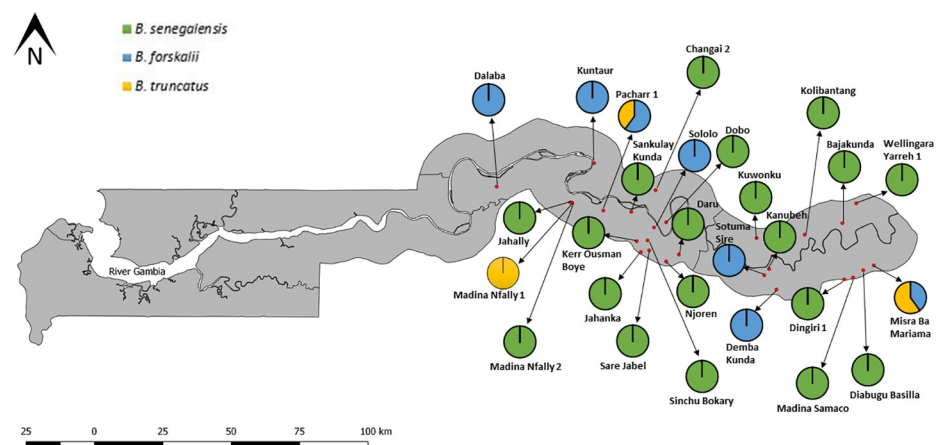 N
B. senegalensis
B. forskalii
B. truncatus
Changai 2
Dalaba
Kuntaur
Pacharr 1
Kolibantang
Sankulay
Kunda
Sololo
Dobo
Bajakunda
Wellingara
Yarreh 1
Kuwonku
Daru
Kanubeh
Sotuma
Sire
Jahally
Kerr Ousman
Boye
River Gambia
Madina Nfally 1
Jahanka
Njoren
Dingiri 1
Misra Ba
Mariama
Demba
Kunda
Madina Nfally 2
Sare Jabel
Sinchu Bokary
Madina Samaco
Diabugu Basilla
25 0 25 50 75 100 km